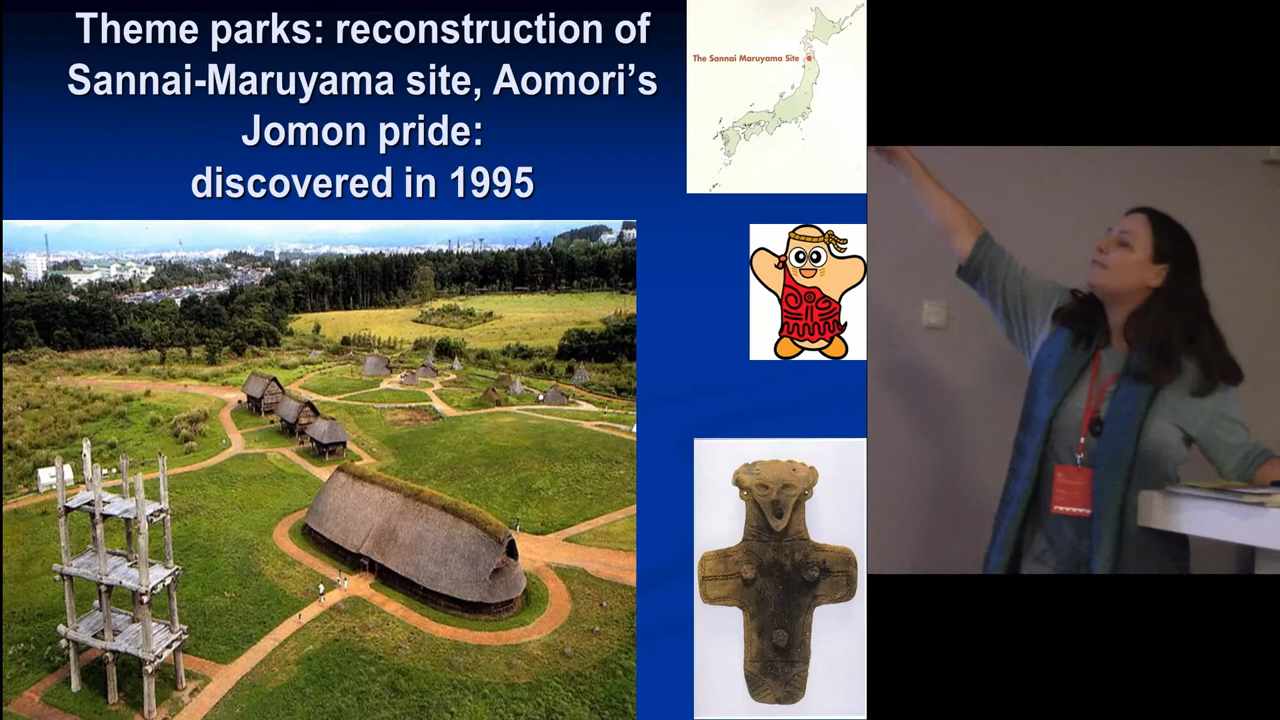 Theme parks: reconstruction of
Sannai-Maruyama site, Aomori’s
Jomon pride:
discovered in 1995
The Sannai Maruyama Site